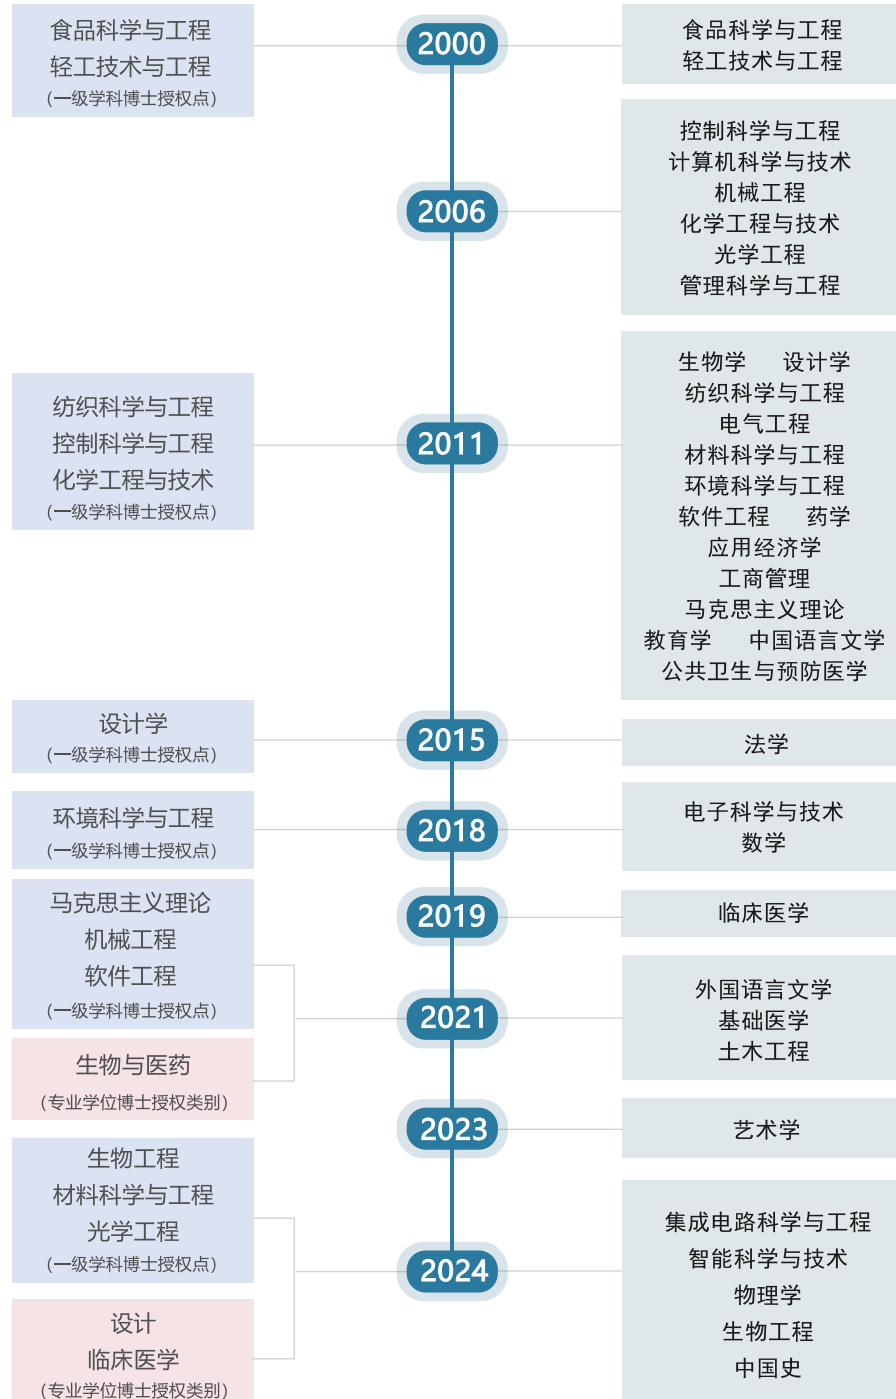 食品科学与工程
轻工技术与工程
(一级学科博士授权点)
2000
食品科学与工程
轻工技术与工程
2006
控制科学与工程
计算机科学与技术
机械工程
化学工程与技术
光学工程
管理科学与工程
纺织科学与工程
控制科学与工程
化学工程与技术
(一级学科博士授权点)
2011
生物学 设计学
纺织科学与工程
电气工程
材料科学与工程
环境科学与工程
软件工程 药学
应用经济学
工商管理
马克思主义理论
教育学 中国语言文学
公共卫生与预防医学
设计学
(一级学科博士授权点)
2015
法学
环境科学与工程
(一级学科博士授权点)
2018
电子科学与技术
数学
2019
临床医学
马克思主义理论
机械工程
软件工程
(一级学科博士授权点)
生物与医药
(专业学位博士授权类别)
2021
外国语言文学
基础医学
土木工程
2023
艺术学
生物工程
材料科学与工程
光学工程
(一级学科博士授权点)
设计
临床医学
(专业学位博士授权类别)
2024
集成电路科学与工程
智能科学与技术
物理学
生物工程
中国史